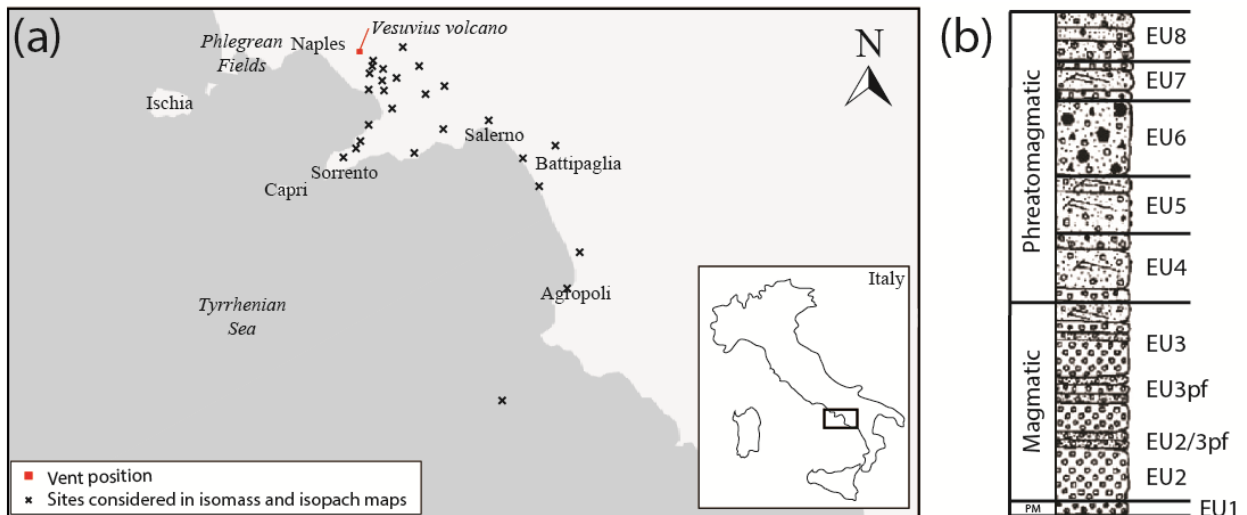 (a)
Vesuvius volcano
Phlegrean
Fields
Naples
N
Ischia
Salerno
Battipaglia
Sorrento
Capri
Agropoli
Tyrrhenian
Sea
Italy
Vent position
Sites considered in isomass and isopach maps
(b)
Phreatomagmatic
Magmatic
PM
EU8
EU7
EU6
EU5
EU4
EU3
EU3pf
EU2/3pf
EU2
EU1